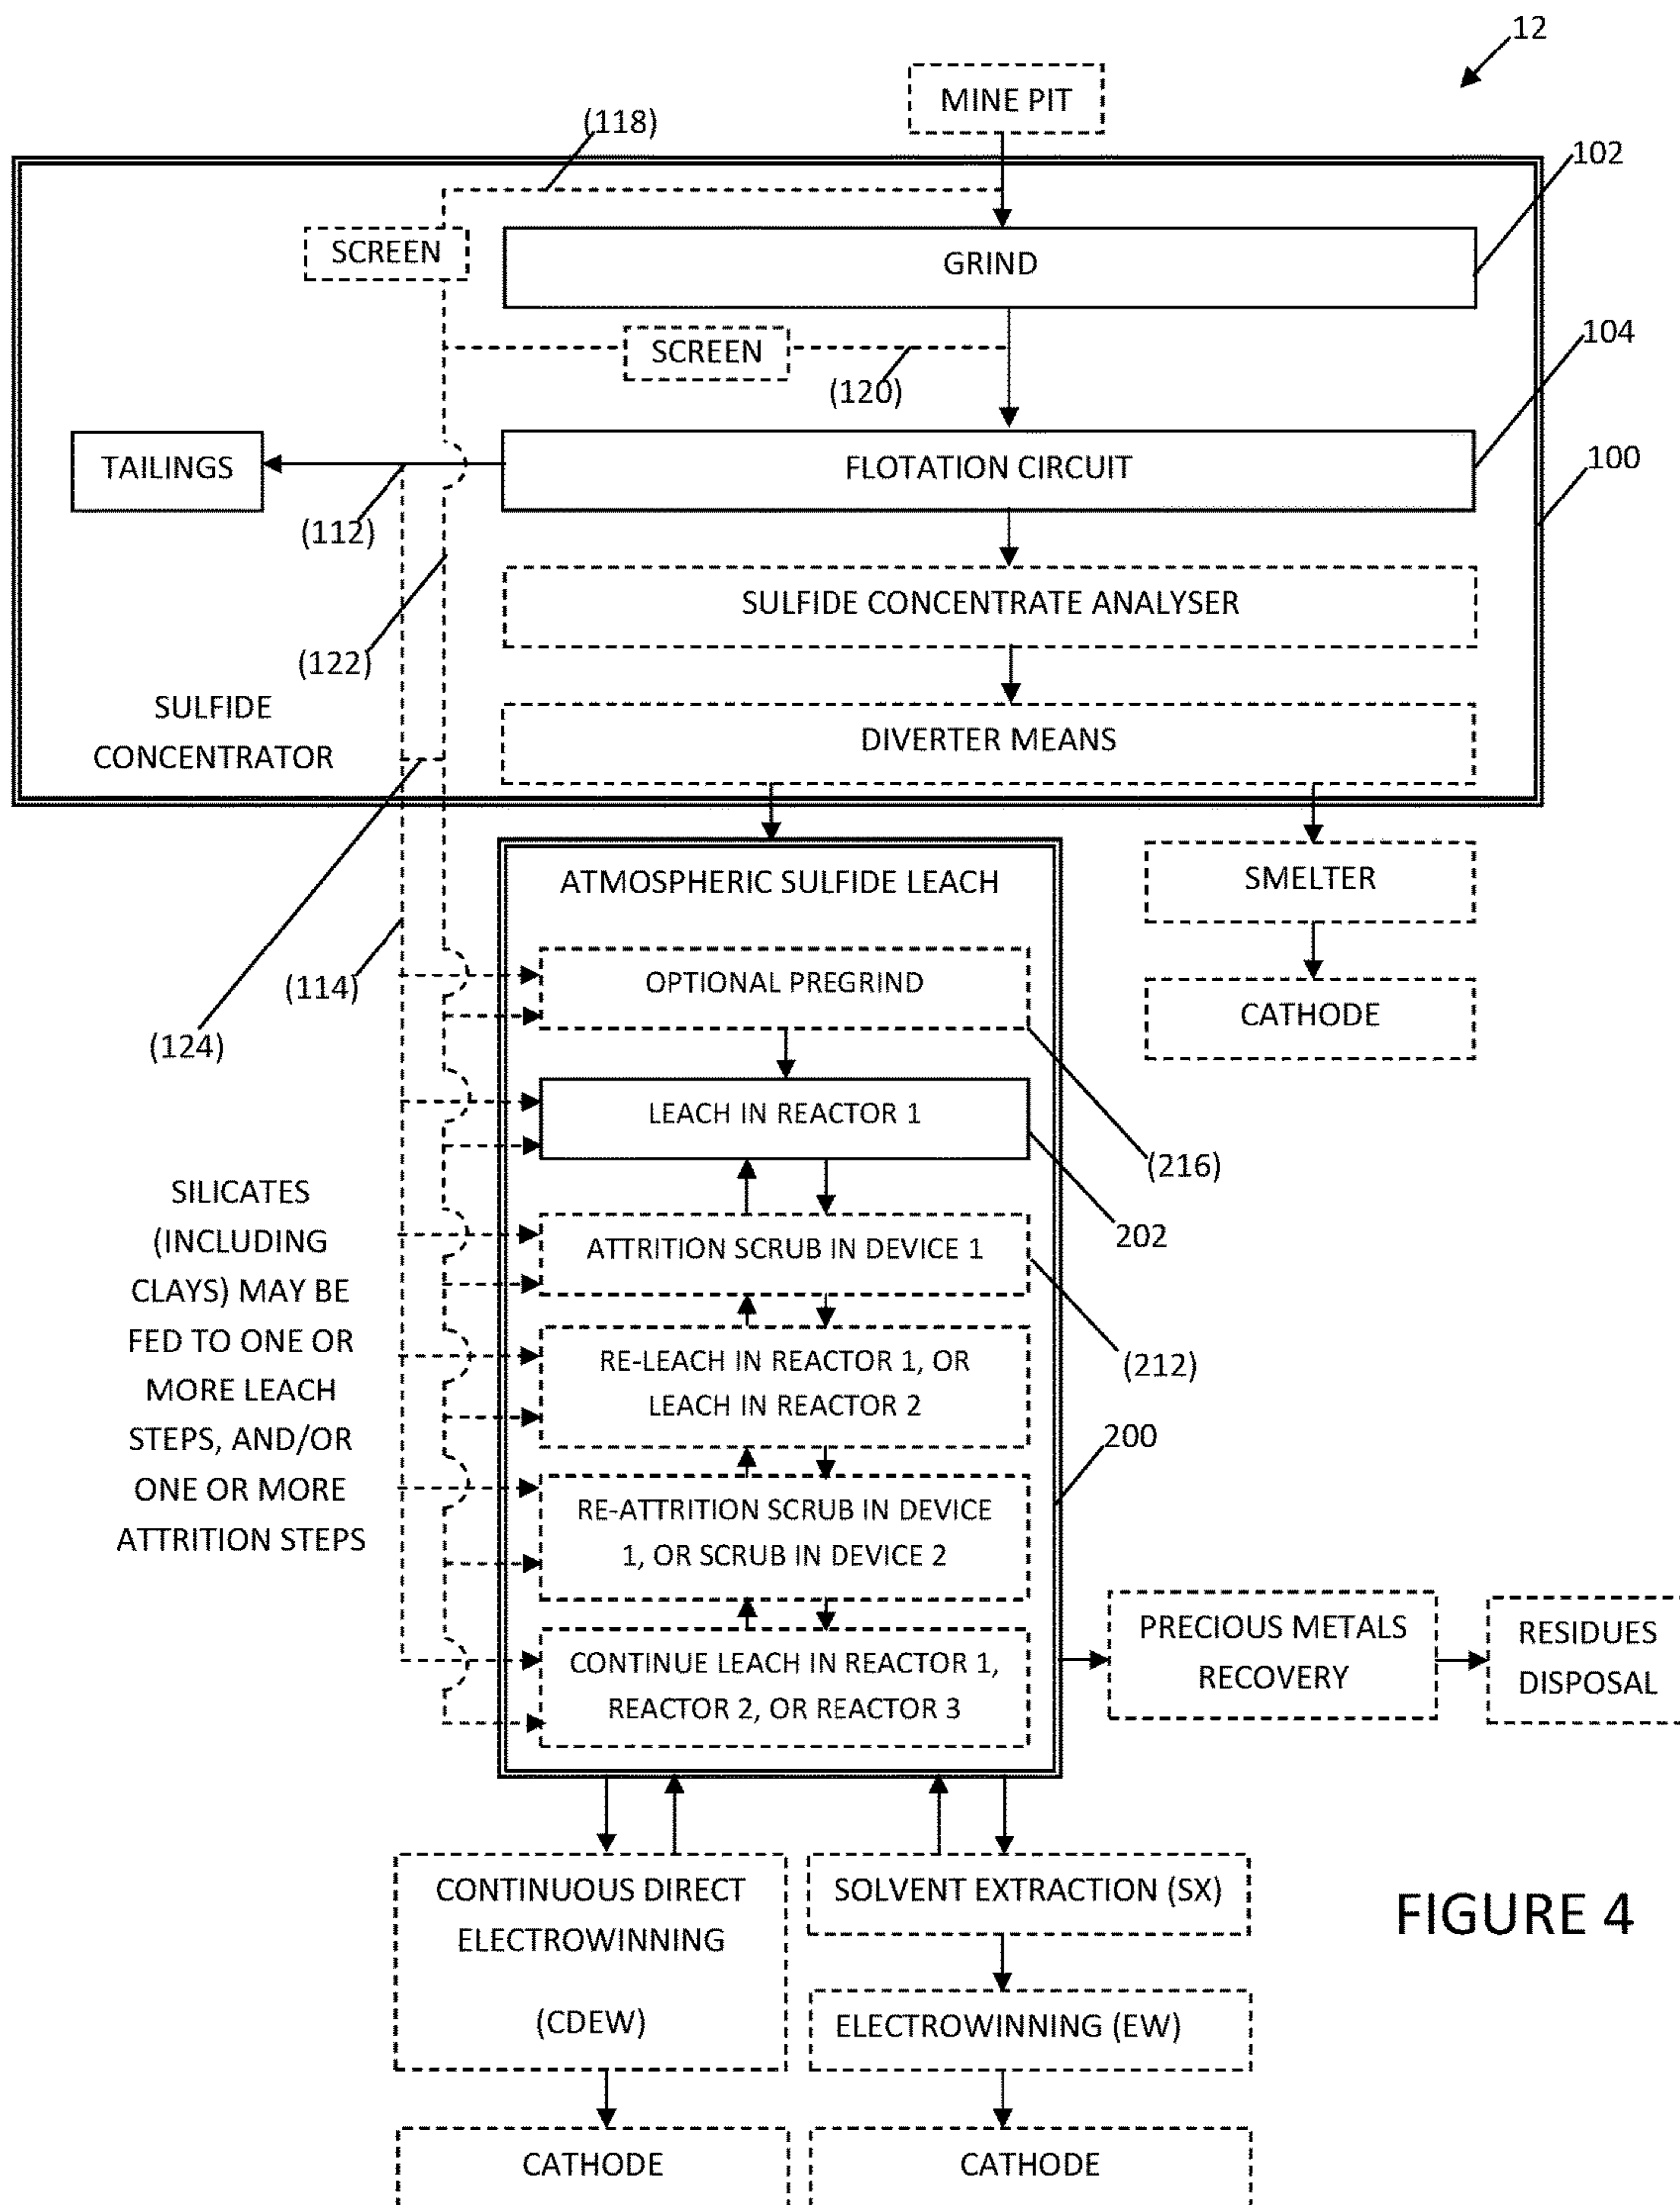 12
MINE PIT
(118)
102
SCREEN
GRIND
104
SCREEN
(120)
TAILINGS
FLOTATION CIRCUIT
100
(112)
SULFIDE CONCENTRATE ANALYSER
(122)
SULFIDE
CONCENTRATOR
DIVERTER MEANS
ATMOSPHERIC SULFIDE LEACH
SMELTER
OPTIONAL PREGRIND
(114)
CATHODE
(124)
LEACH IN REACTOR 1
(216)
202
SILICATES
(INCLUDING
CLAYS) MAY BE
FED TO ONE OR
MORE LEACH
STEPS, AND/OR
ONE OR MORE
ATTRITION STEPS
ATTRITION SCRUB IN DEVICE 1
(212)
RE-LEACH IN REACTOR 1, OR
LEACH IN REACTOR 2
200
RE-ATTRITION SCRUB IN DEVICE
1, OR SCRUB IN DEVICE 2
CONTINUE LEACH IN REACTOR 1,
REACTOR 2, OR REACTOR 3
PRECIOUS METALS
RECOVERY
RESIDUES
DISPOSAL
CONTINUOUS DIRECT
ELECTROWINNING
(CDEW)
SOLVENT EXTRACTION (SX)
ELECTROWINNING (EW)
FIGURE 4
CATHODE
CATHODE